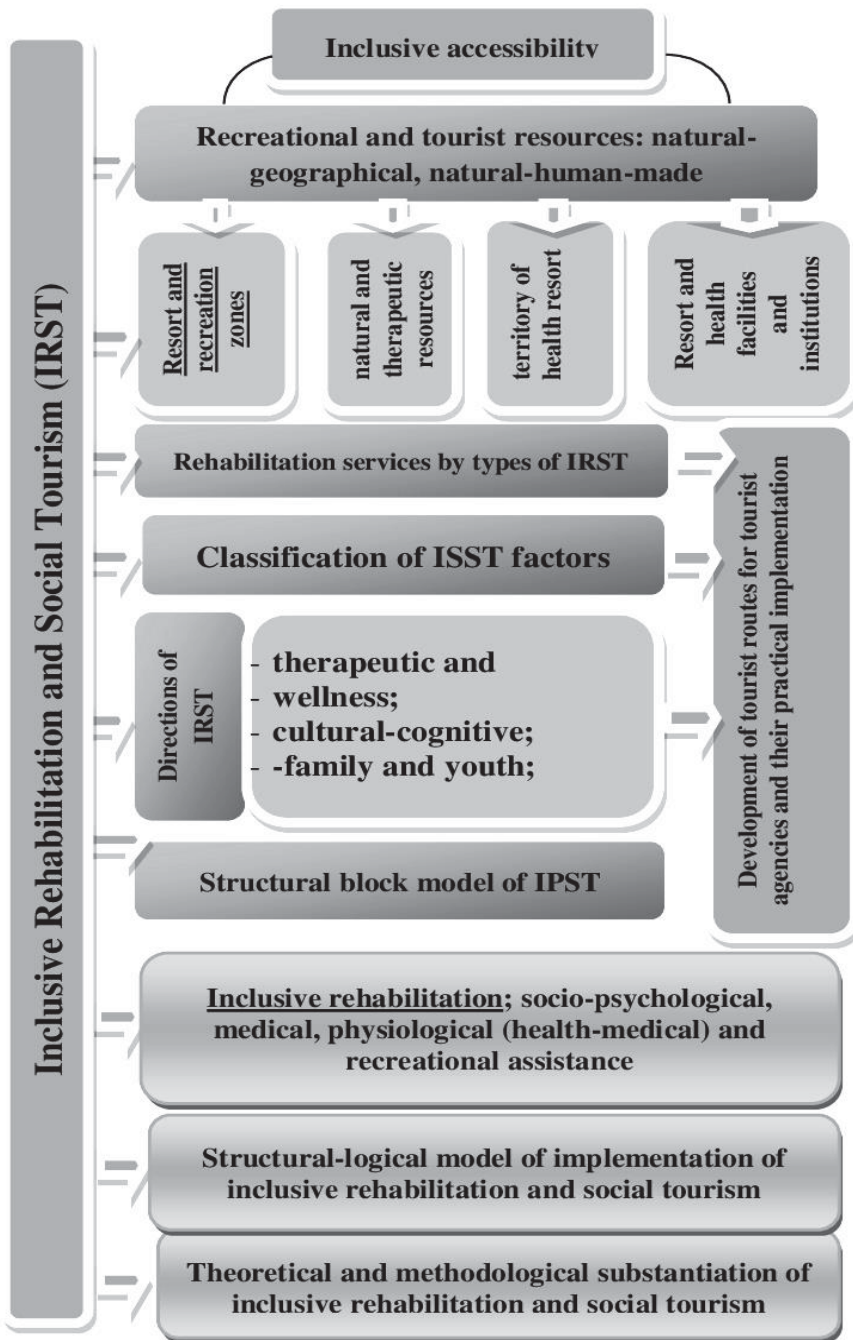 Inclusive accessibility
Inclusive Rehabilitation and Social Tourism (IRST)
Recreational and tourist resources: natural-
geographical, natural-human-made
Resort and
recreation
zones
natural and
therapeutic
resources
territory of
health resort
Resort and
health
facilities
and
institutions
Rehabilitation services by types of IRST
Classification of ISST factors
Directions of
IRST
- therapeutic and
- wellness;
- cultural-cognitive;
- -family and youth;
Structural block model of IPST
Development of tourist routes for tourist
agencies and their practical implementation
Inclusive rehabilitation; socio-psychological,
medical, physiological (health-medical) and
recreational assistance
Structural-logical model of implementation of
inclusive rehabilitation and social tourism
Theoretical and methodological substantiation of
inclusive rehabilitation and social tourism